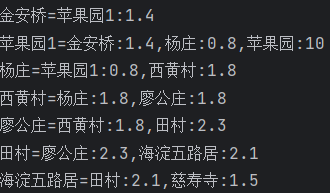 金安桥=苹果园1:1.4
苹果园1=金安桥:1.4,杨庄:0.8,苹果园:10
杨庄=苹果园1:0.8,西黄村:1.8
西黄村=杨庄:1.8,廖公庄:1.8
廖公庄=西黄村:1.8,田村:2.3
田村=廖公庄:2.3,海淀五路居:2.1
海淀五路居=田村:2.1,慈寿寺:1.5